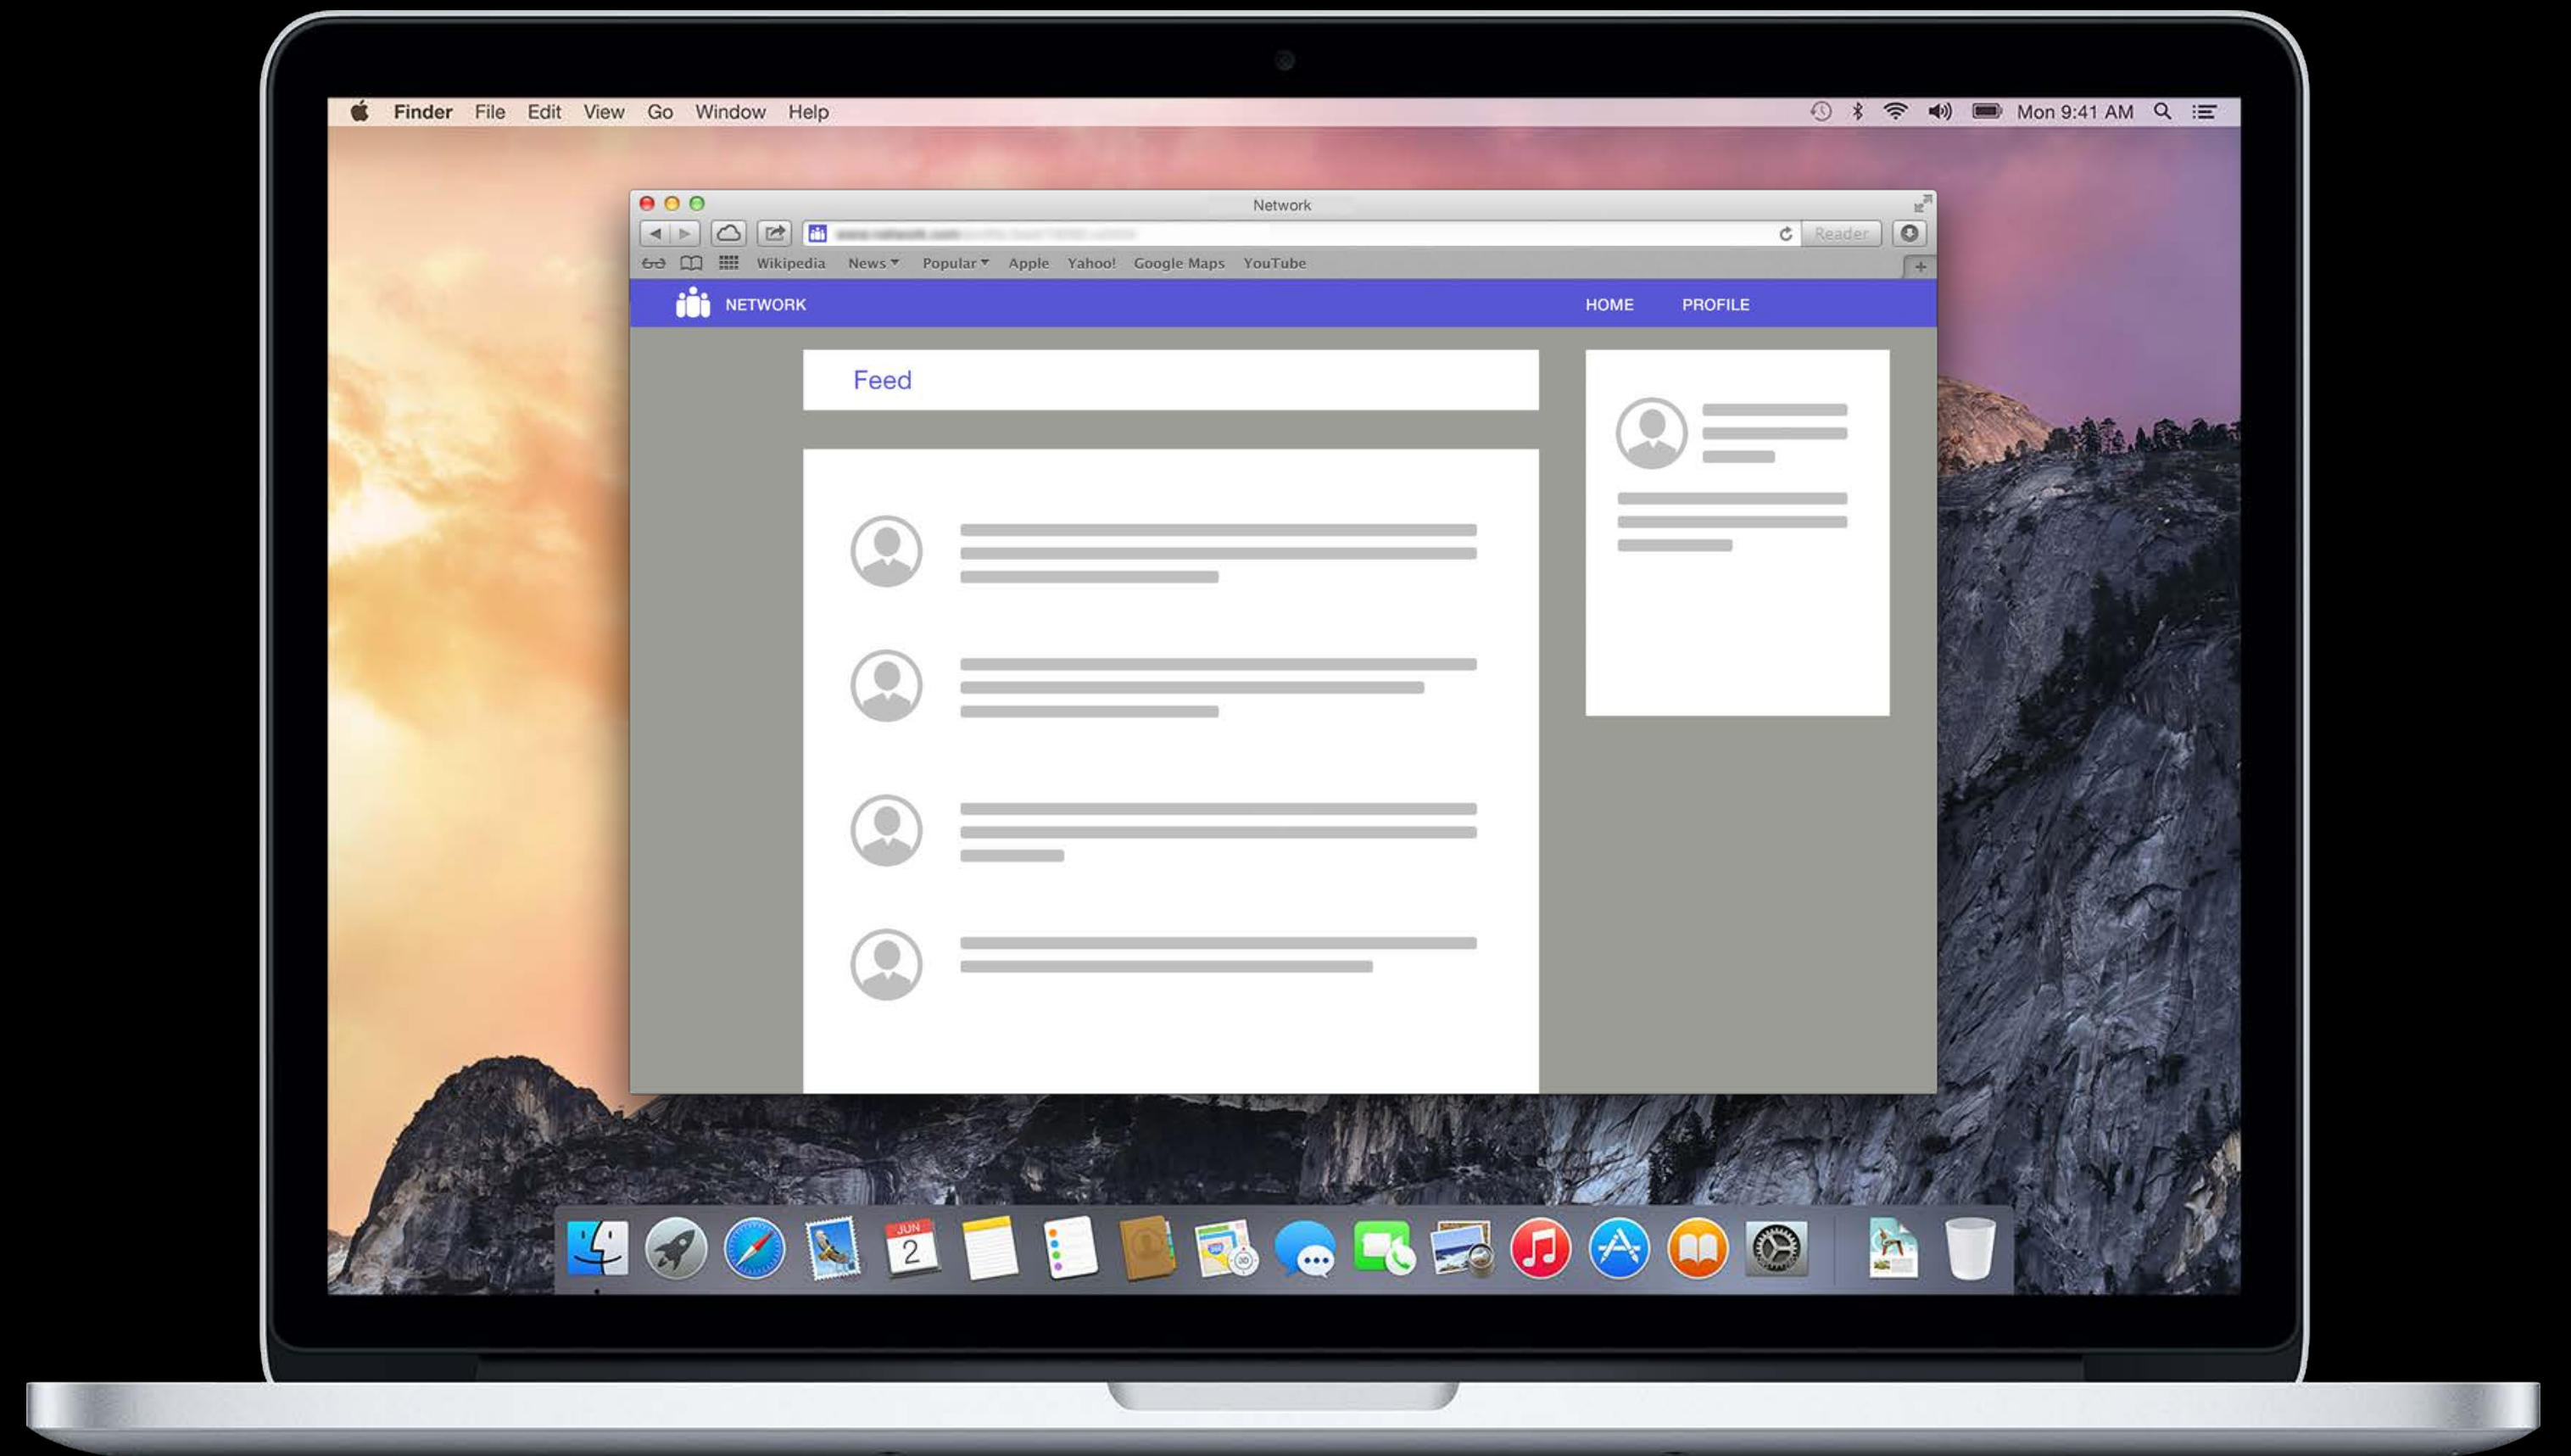 Finder File Edit View Go Window Help Mon 9:41 AM
Network
Reader
Wikipedia News Popular Apple Yahoo! Google Maps YouTube
NETWORK HOME PROFILE
Feed
JUN
2